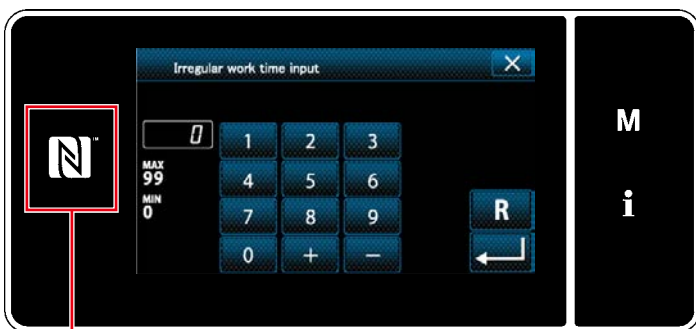 Irregular work time input
0
MAX
99
MIN
0
1 2 3
4 5 6
7 8 9
0 + −
R
M
i
N™